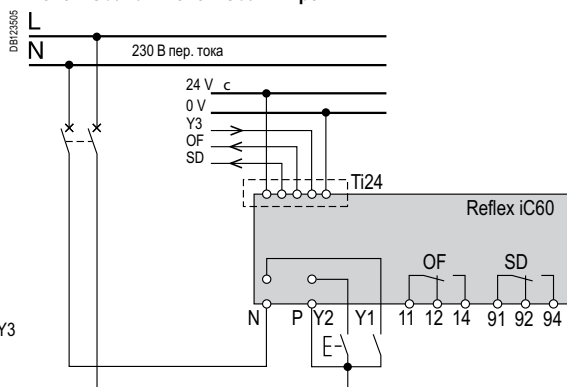 DB123505
L
N
230 В пер. тока
24 V c
0 V
Y3
OF
SD
Ti24
Reflex iC60
OF
SD
N P Y2 Y1 11 12 14 91 92 94
Y3